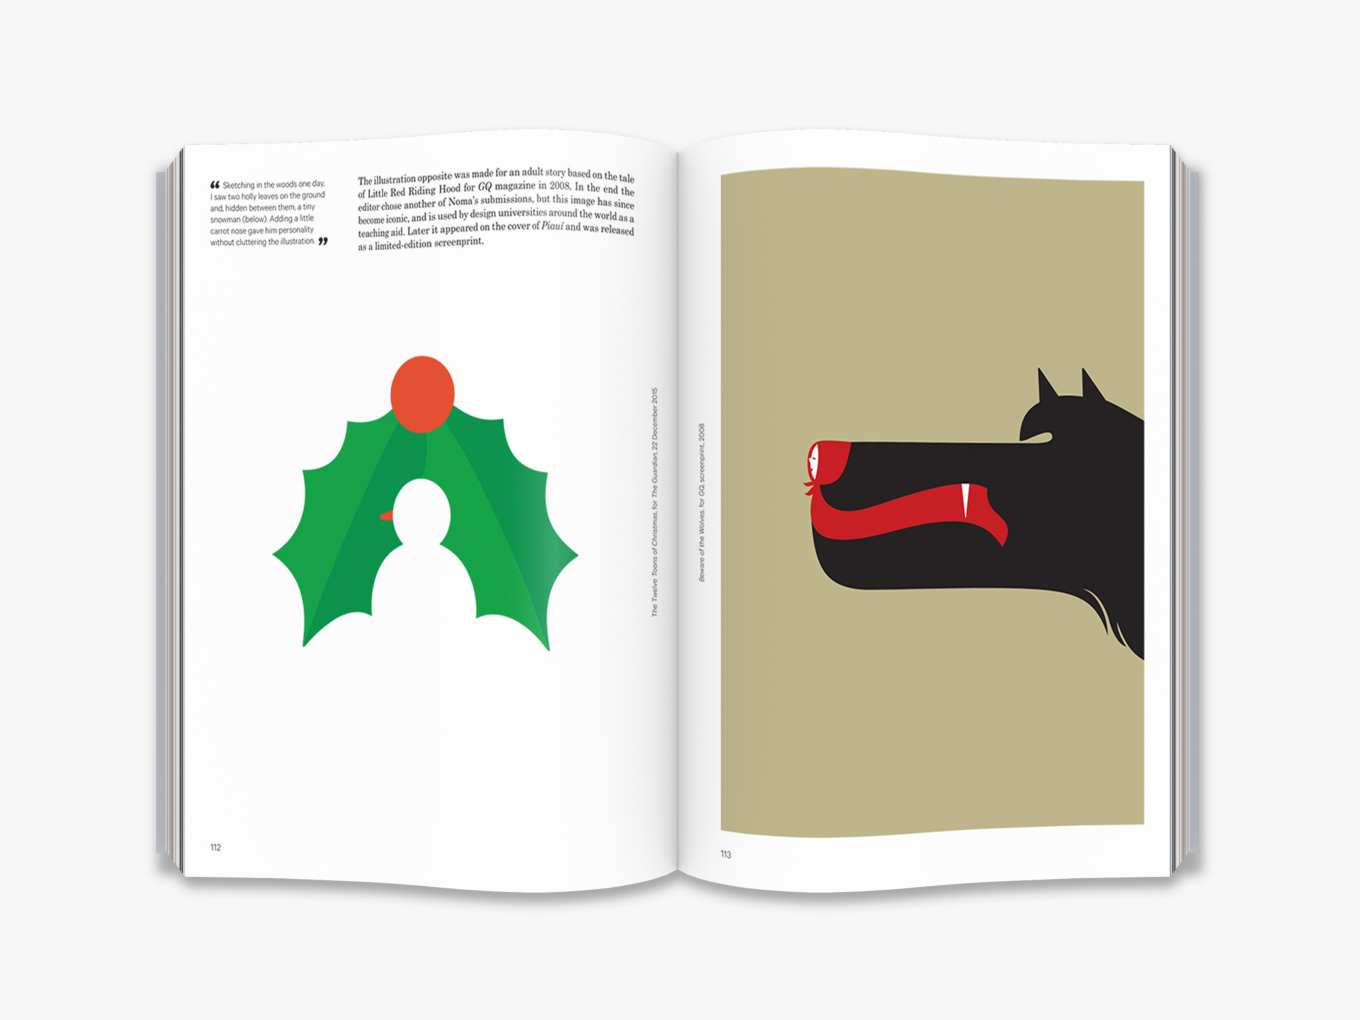 ❝ Sketching in the woods one day,
I saw two holly leaves on the ground
and, hidden between them, a tiny
snowman (below). Adding a little
carrot nose gave him personality
without cluttering the illustration. ❞
The illustration opposite was made for an adult story based on the tale
of Little Red Riding Hood for GQ magazine in 2008. In the end the
editor chose another of Noma's submissions, but this image has since
become iconic, and is used by design universities around the world as a
teaching aid. Later it appeared on the cover of Piauí and was released
as a limited-edition screenprint.
The Twelve Toons of Christmas, for The Guardian, 22 December 2015
112
Beware of the Wolves, for GQ, screenprint, 2008
113